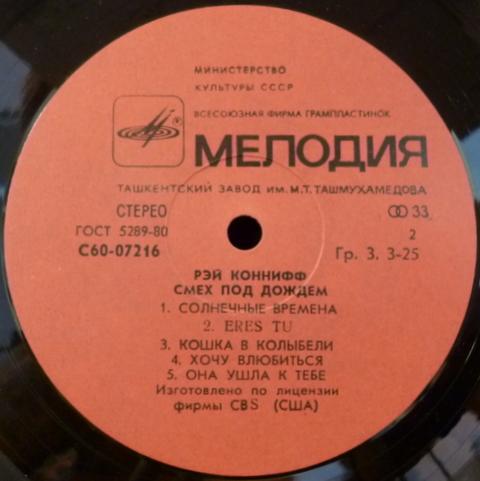 МИНИСТЕРСТВО
КУЛЬТУРЫ СССР
ВСЕСОЮЗНАЯ ФИРМА ГРАМПЛАСТИНОК
МЕЛОДИЯ
ТАШКЕНТСКИЙ ЗАВОД ИМ. М.Т. ТАШМУХАМЕДОВА
СТЕРЕО 33
ГОСТ 5289-80 2
С60-07216 Гр. 3. 3-25
РЭЙ КОННИФФ
СМЕХ ПОД ДОЖДЕМ
1. СОЛНЕЧНЫЕ ВРЕМЕНА
2. ERES TU
3. КОШКА В КОЛЫБЕЛИ
4. ХОЧУ ВЛЮБИТЬСЯ
5. ОНА УШЛА К ТЕБЕ
Изготовлено по лицензии
фирмы CBS (США)